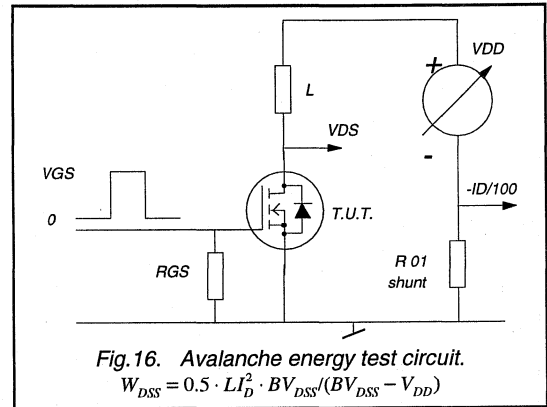 VDD
+
L
VDS
-
VGS
-ID/100
0
T.U.T.
RGS
R 01
shunt
Fig.16. Avalanche energy test circuit.
W_DSS = 0.5 · LI_D^2 · BV_DSS/(BV_DSS − V_DD)